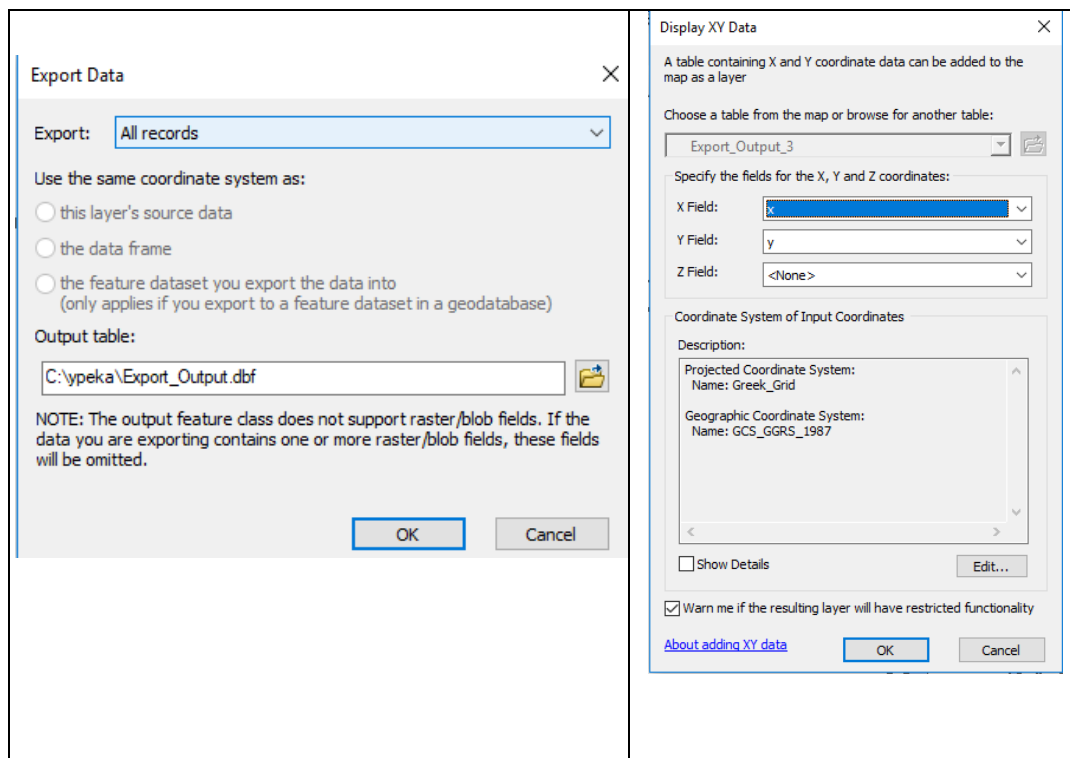 Export Data
Export: All records
Use the same coordinate system as:
this layer's source data
the data frame
the feature dataset you export the data into
(only applies if you export to a feature dataset in a geodatabase)
Output table:
C:\ypeka\Export_Output.dbf
NOTE: The output feature class does not support raster/blob fields. If the
data you are exporting contains one or more raster/blob fields, these fields
will be omitted.
OK Cancel
Display XY Data
A table containing X and Y coordinate data can be added to the
map as a layer
Choose a table from the map or browse for another table:
Export_Output_3
Specify the fields for the X, Y and Z coordinates:
X Field: x
Y Field: y
Z Field: <None>
Coordinate System of Input Coordinates
Description:
Projected Coordinate System:
Name: Greek_Grid
Geographic Coordinate System:
Name: GCS_GGRS_1987
Show Details Edit...
Warn me if the resulting layer will have restricted functionality
About adding XY data OK Cancel